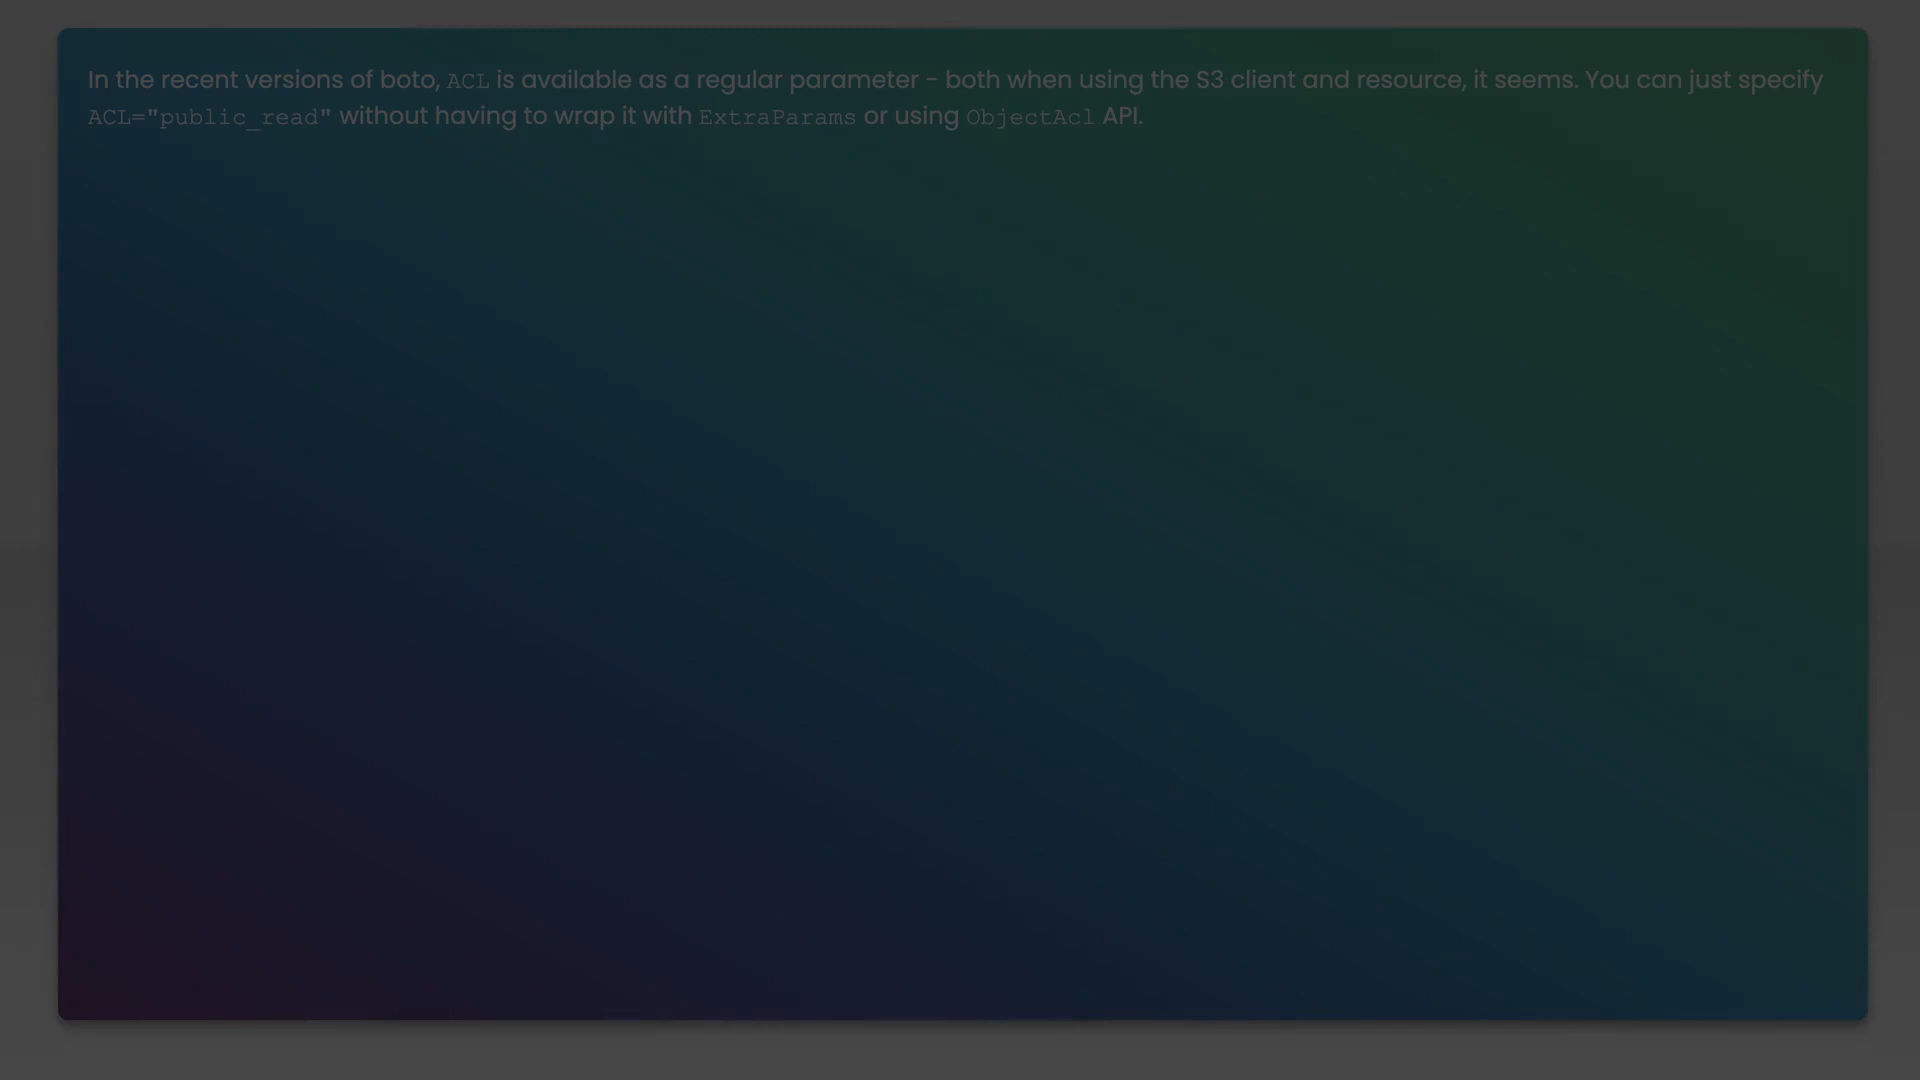 In the recent versions of boto, ACL is available as a regular parameter - both when using the S3 client and resource, it seems. You can just specify
ACL="public_read" without having to wrap it with ExtraParams or using ObjectAcl API.